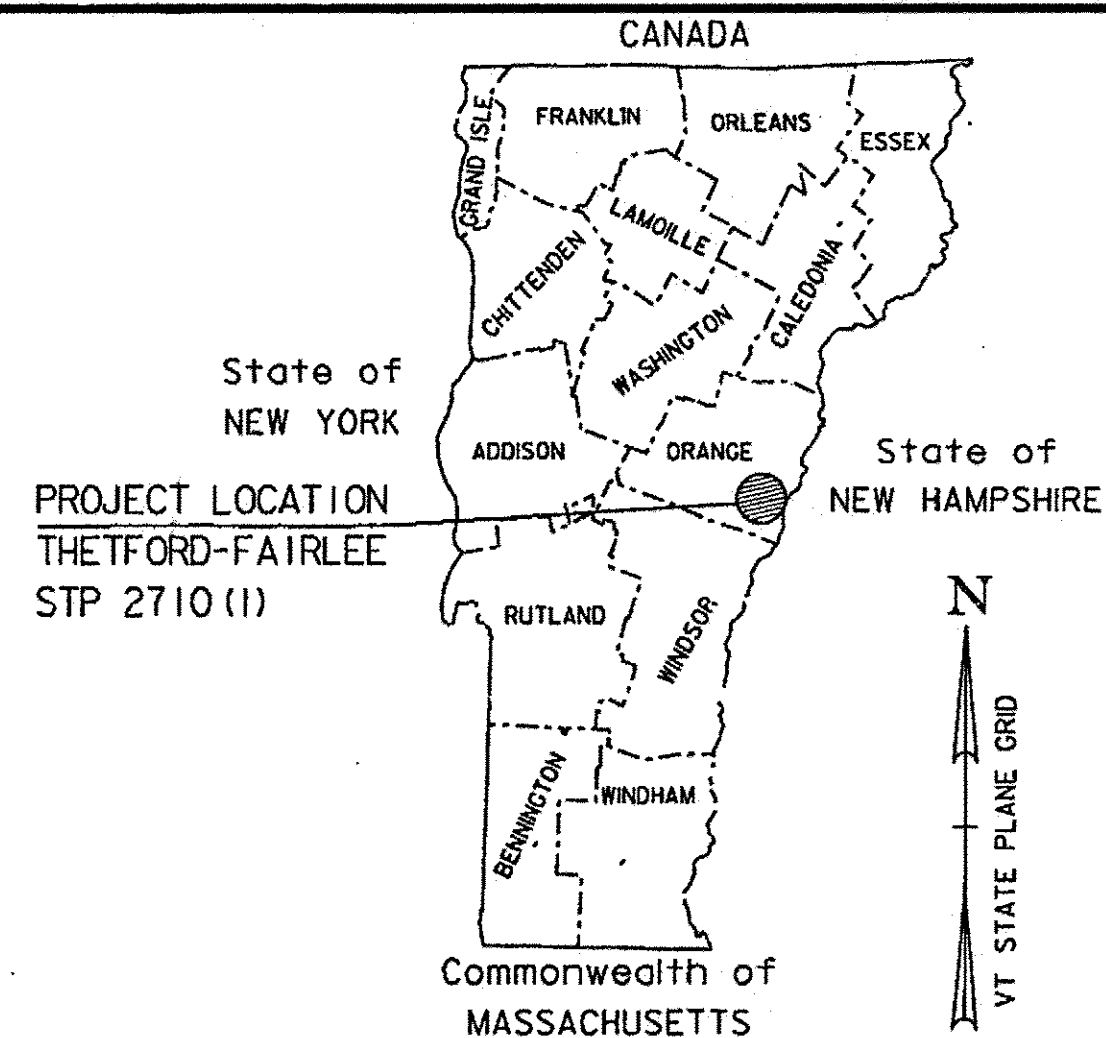 CANADA
FRANKLIN
ORLEANS
ESSEX
GRAND ISLE
LAMOILLE
CHITTENDEN
CALEDONIA
WASHINGTON
State of
NEW YORK
ADDISON
ORANGE
State of
NEW HAMPSHIRE
PROJECT LOCATION
THETFORD-FAIRLEE
STP 2710(1)
RUTLAND
WINDSOR
N
VT STATE PLANE GRID
BENNINGTON
WINDHAM
Commonwealth of
MASSACHUSETTS